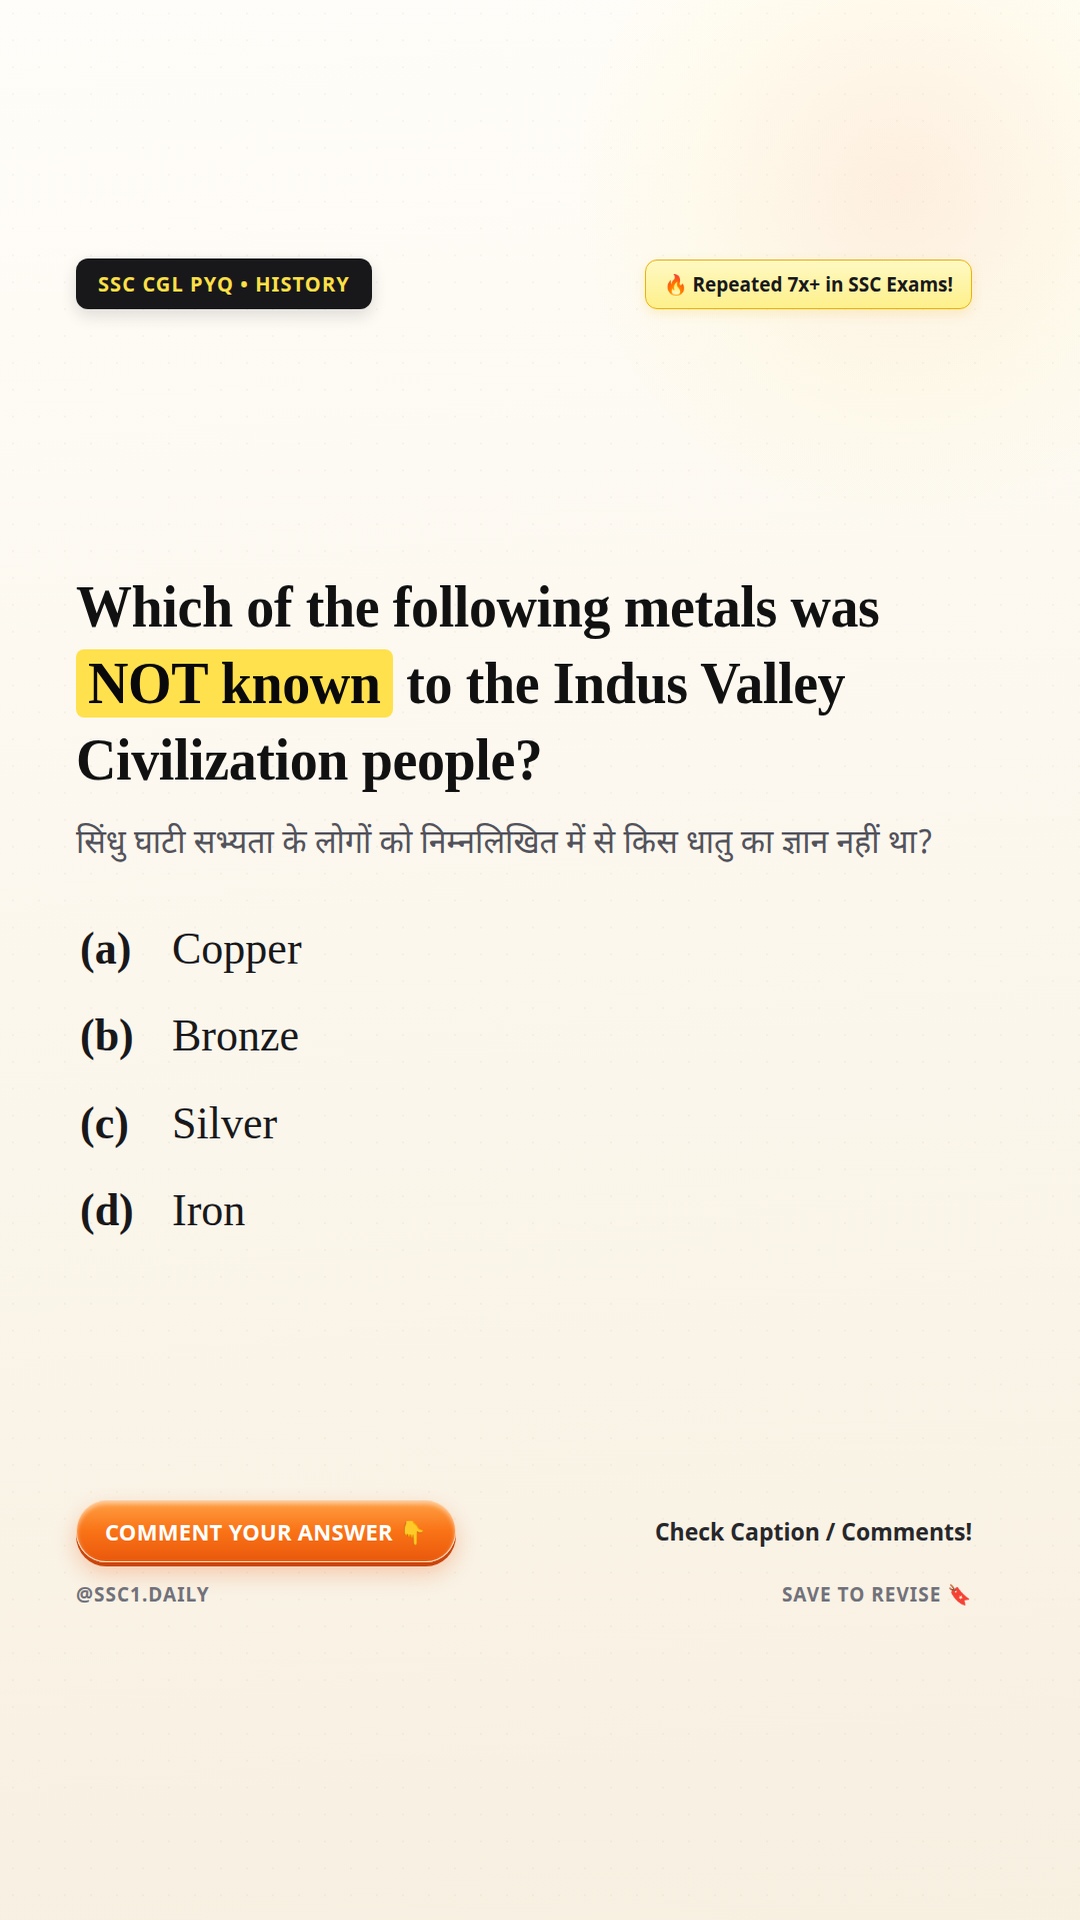 SSC CGL PYQ • HISTORY
🔥 Repeated 7x+ in SSC Exams!
Which of the following metals was
NOT known to the Indus Valley
Civilization people?
सिंधु घाटी सभ्यता के लोगों को निम्नलिखित में से किस धातु का ज्ञान नहीं था?
(a) Copper
(b) Bronze
(c) Silver
(d) Iron
COMMENT YOUR ANSWER 👇
Check Caption / Comments!
@SSC1.DAILY
SAVE TO REVISE 🔖